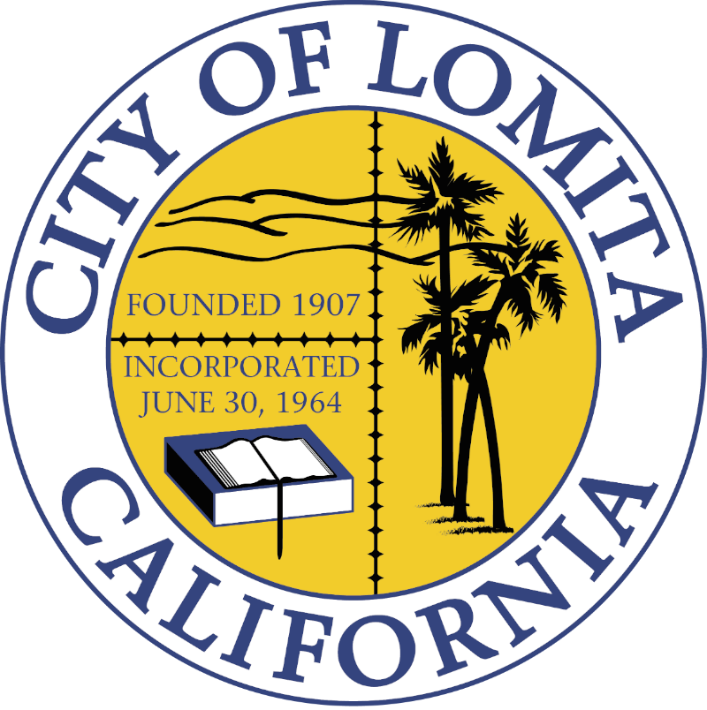 CITY OF LOMITA
FOUNDED 1907
INCORPORATED
JUNE 30, 1964
CALIFORNIA